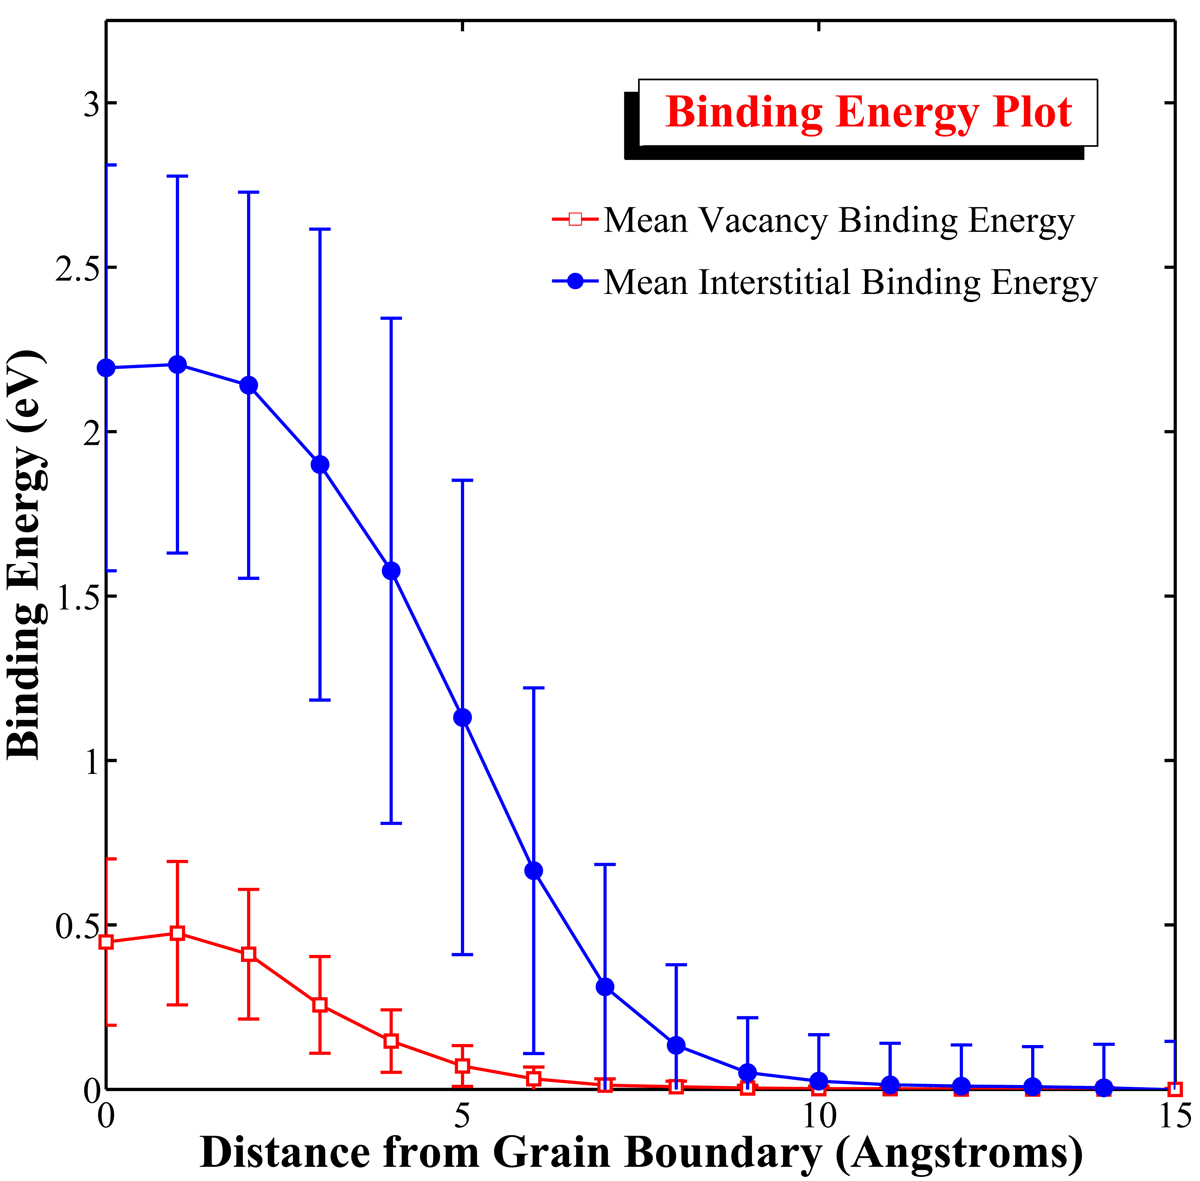 Binding Energy Plot
Mean Vacancy Binding Energy
Mean Interstitial Binding Energy
Binding Energy (eV)
3
2.5
2
1.5
1
0.5
0
0 5 10 15
Distance from Grain Boundary (Angstroms)